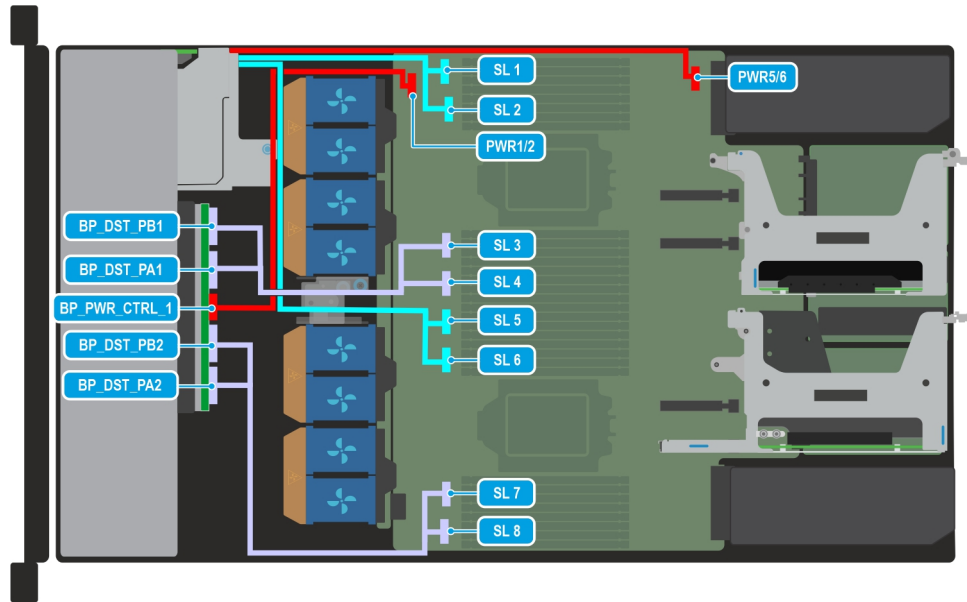 SL 1
PWR5/6
SL 2
PWR1/2
BP_DST_PB1
SL 3
BP_DST_PA1
SL 4
BP_PWR_CTRL_1
SL 5
BP_DST_PB2
SL 6
BP_DST_PA2
SL 7
SL 8